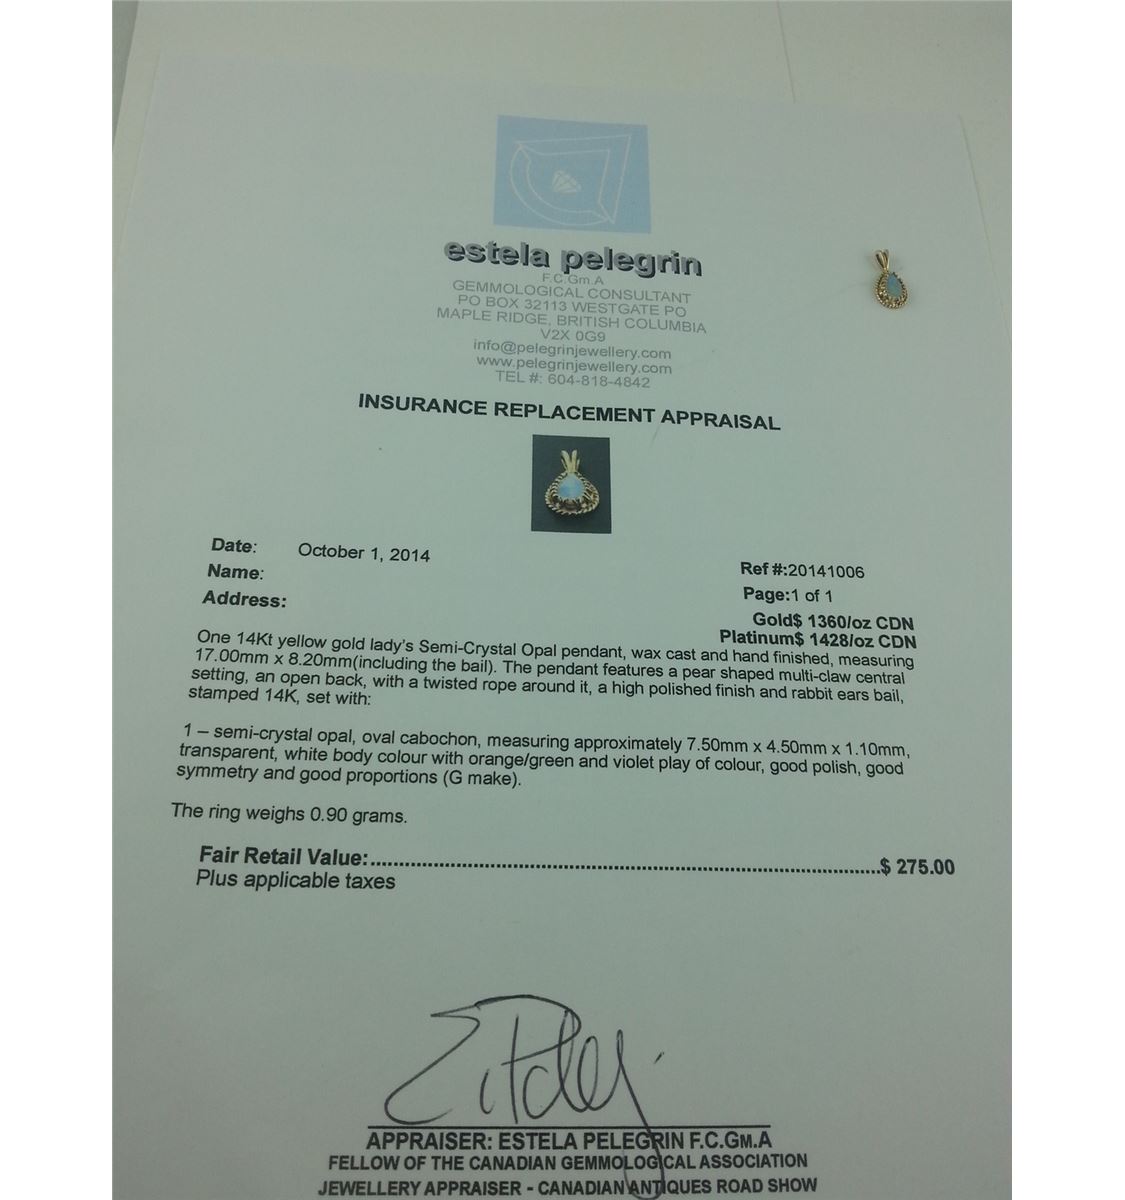 estela pelegrin
F.C.Gm.A
GEMMOLOGICAL CONSULTANT
PO BOX 32113 WESTGATE PO
MAPLE RIDGE, BRITISH COLUMBIA
V2X 0G9
info@pelegrinjewellery.com
www.pelegrinjewellery.com
TEL #: 604-818-4842
INSURANCE REPLACEMENT APPRAISAL
Date: October 1, 2014
Name:
Address:
Ref #:20141006
Page:1 of 1
Gold$ 1360/oz CDN
Platinum$ 1428/oz CDN
One 14Kt yellow gold lady's Semi-Crystal Opal pendant, wax cast and hand finished, measuring
17.00mm x 8.20mm(including the bail). The pendant features a pear shaped multi-claw central
setting, an open back, with a twisted rope around it, a high polished finish and rabbit ears bail,
stamped 14K, set with:
1 – semi-crystal opal, oval cabochon, measuring approximately 7.50mm x 4.50mm x 1.10mm,
transparent, white body colour with orange/green and violet play of colour, good polish, good
symmetry and good proportions (G make).
The ring weighs 0.90 grams.
Fair Retail Value:..........................................................................................$ 275.00
Plus applicable taxes
APPRAISER: ESTELA PELEGRIN F.C.GM.A
FELLOW OF THE CANADIAN GEMMOLOGICAL ASSOCIATION
JEWELLERY APPRAISER - CANADIAN ANTIQUES ROAD SHOW